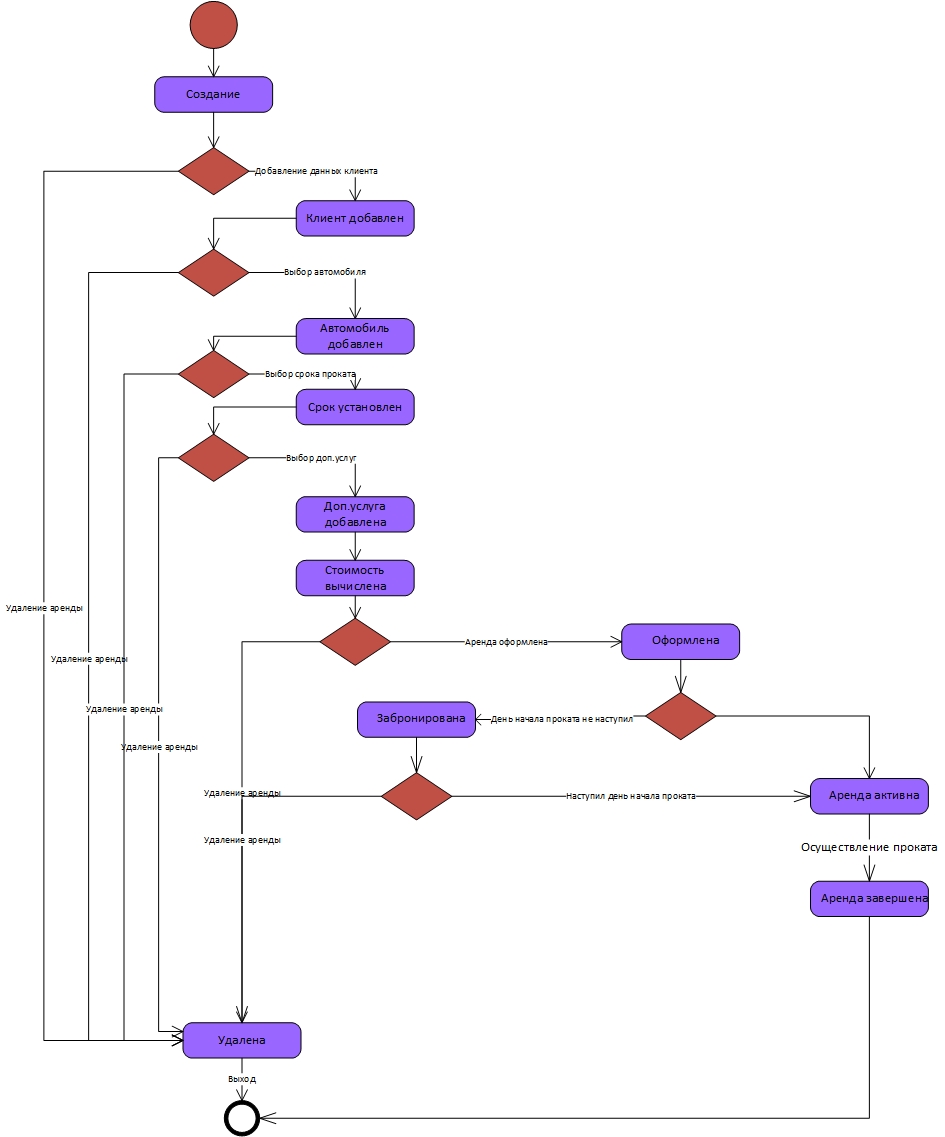 Создание
Добавление данных клиента
Клиент добавлен
Выбор автомобиля
Автомобиль
добавлен
Выбор срока проката
Срок установлен
Выбор доп.услуг
Доп.услуга
добавлена
Стоимость
вычислена
Удаление аренды
Аренда оформлена
Оформлена
Удаление аренды
Удаление аренды
Забронирована
День начала проката не наступил
Удаление аренды
Удаление аренды
Наступил день начала проката
Аренда активна
Удаление аренды
Осуществление проката
Аренда завершена
Удалена
Выход